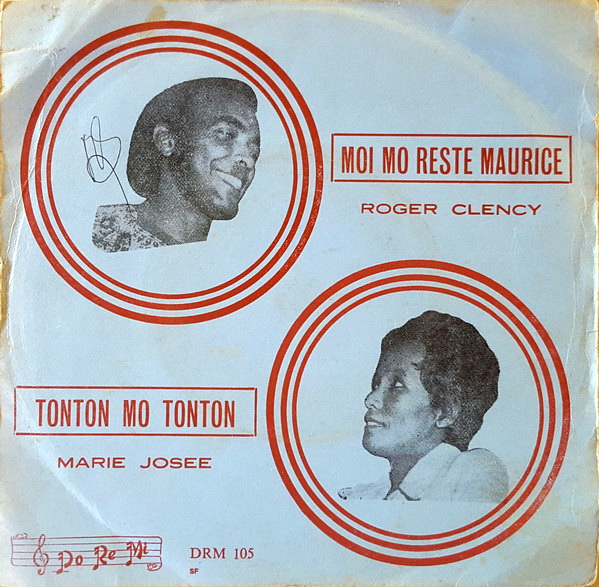 MOI MO RESTE MAURICE
ROGER CLENCY
TONTON MO TONTON
MARIE JOSEE
Do Re Mi
DRM 105
SF